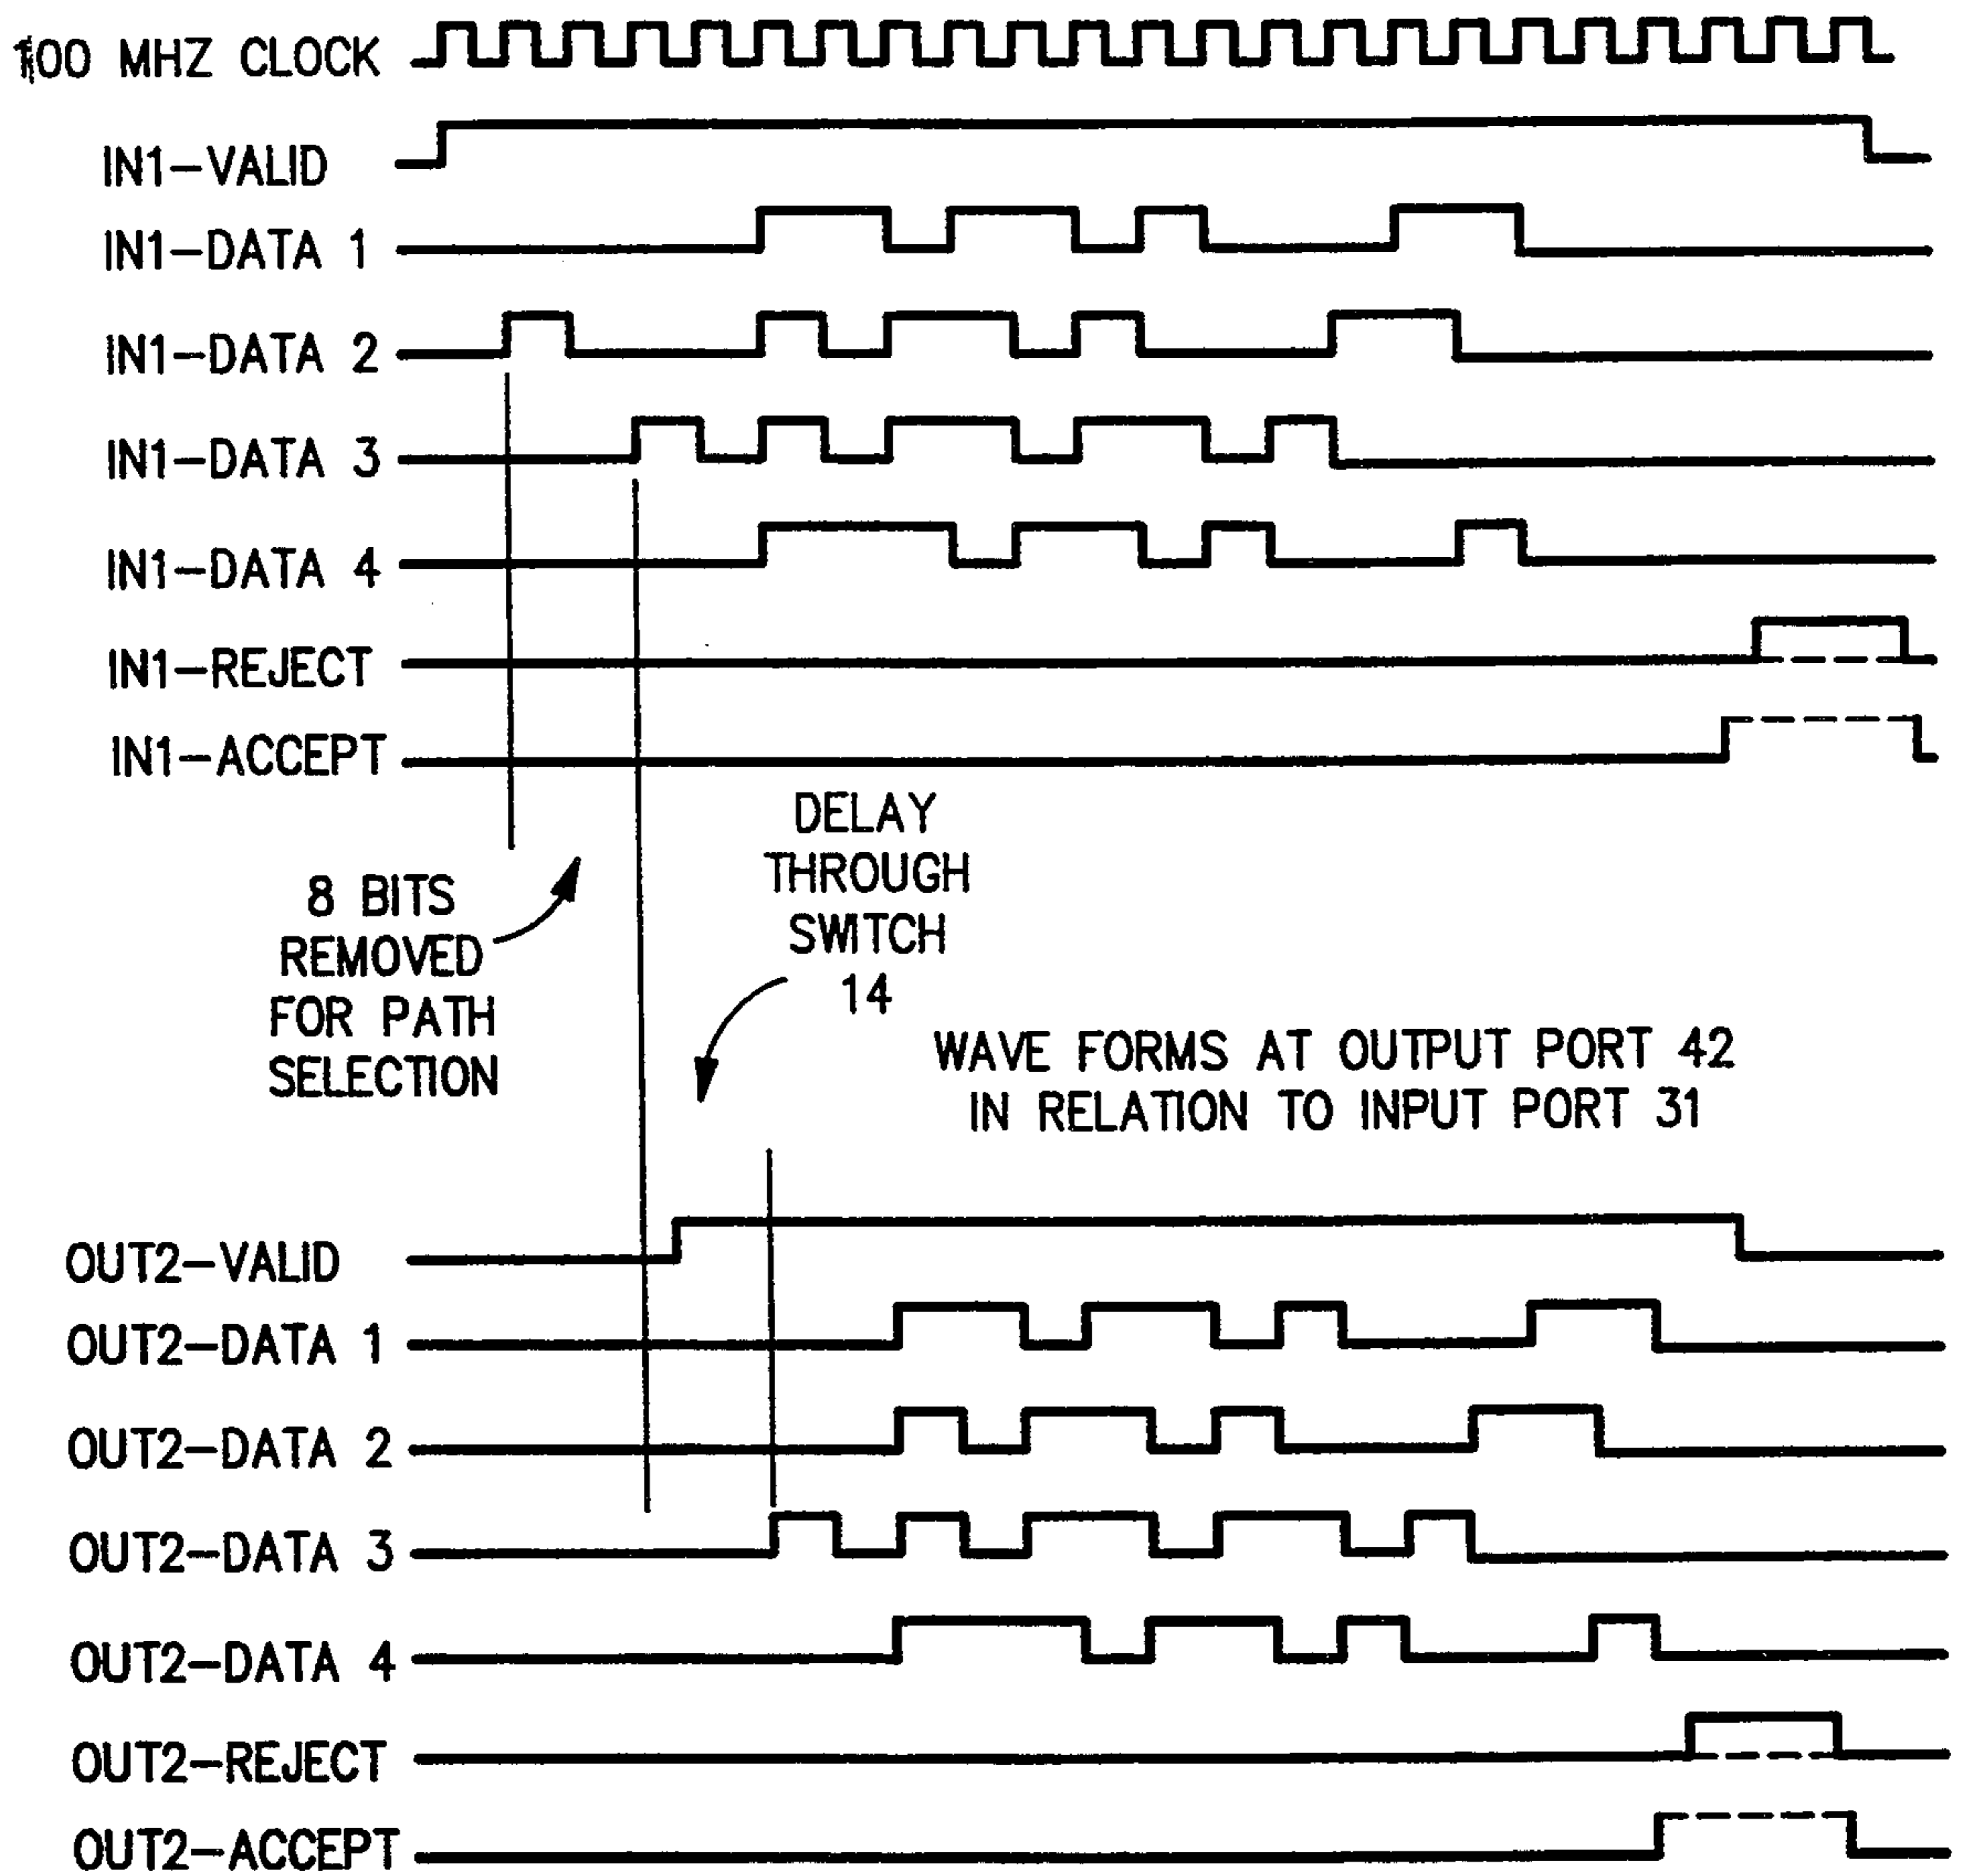 100 MHZ CLOCK
IN1-VALID
IN1-DATA 1
IN1-DATA 2
IN1-DATA 3
IN1-DATA 4
IN1-REJECT
IN1-ACCEPT
8 BITS
REMOVED
FOR PATH
SELECTION
DELAY
THROUGH
SWITCH
14
WAVE FORMS AT OUTPUT PORT 42
IN RELATION TO INPUT PORT 31
OUT2-VALID
OUT2-DATA 1
OUT2-DATA 2
OUT2-DATA 3
OUT2-DATA 4
OUT2-REJECT
OUT2-ACCEPT